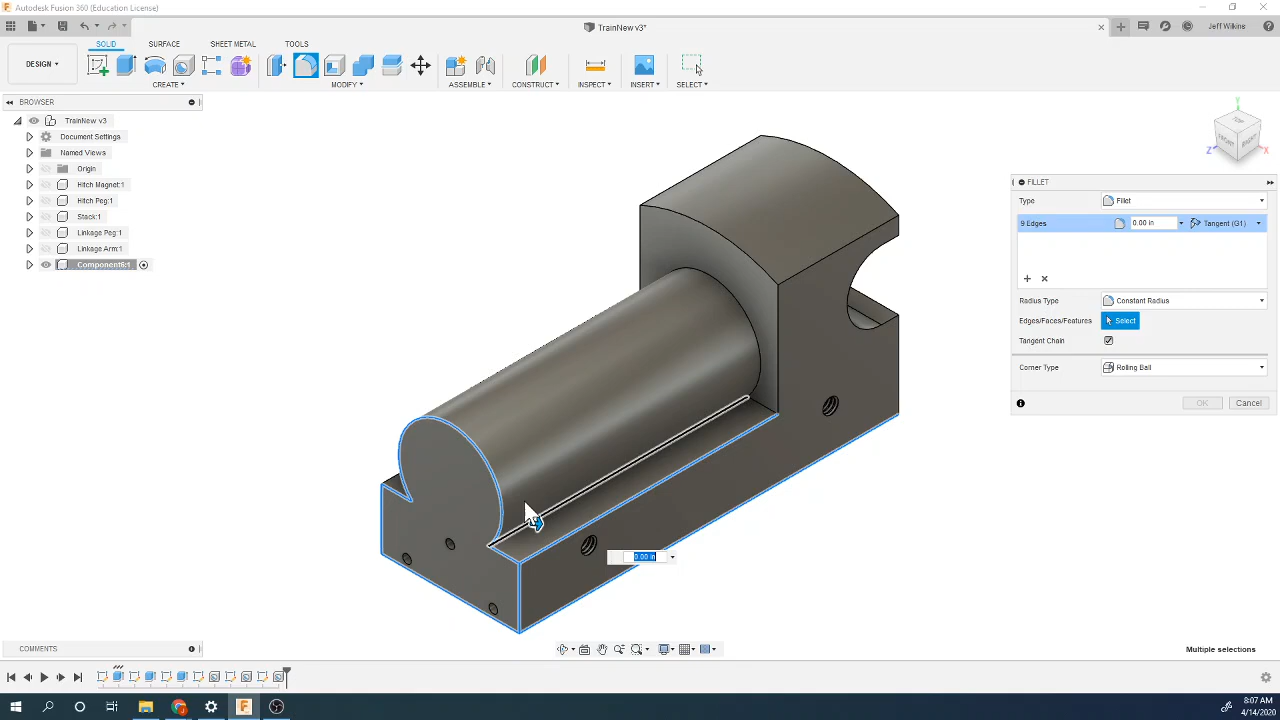 Autodesk Fusion 360 (Education License)
TrainNew v3*
Jeff Wilkins
SOLID SURFACE SHEET METAL TOOLS
DESIGN
CREATE MODIFY ASSEMBLE CONSTRUCT INSPECT INSERT SELECT
BROWSER
TrainNew v3
Document Settings
Named Views
Origin
Hitch Magnet:1
Hitch Peg:1
Stack:1
Linkage Peg:1
Linkage Arm:1
Component6:1
Y
TOP
FRONT
RIGHT
Z
X
FILLET
Type Fillet
9 Edges 0.00 in Tangent (G1)
Radius Type Constant Radius
Edges/Faces/Features Select
Tangent Chain
Corner Type Rolling Ball
OK Cancel
0.00 in
COMMENTS
Multiple selections
8:07 AM
4/14/2020